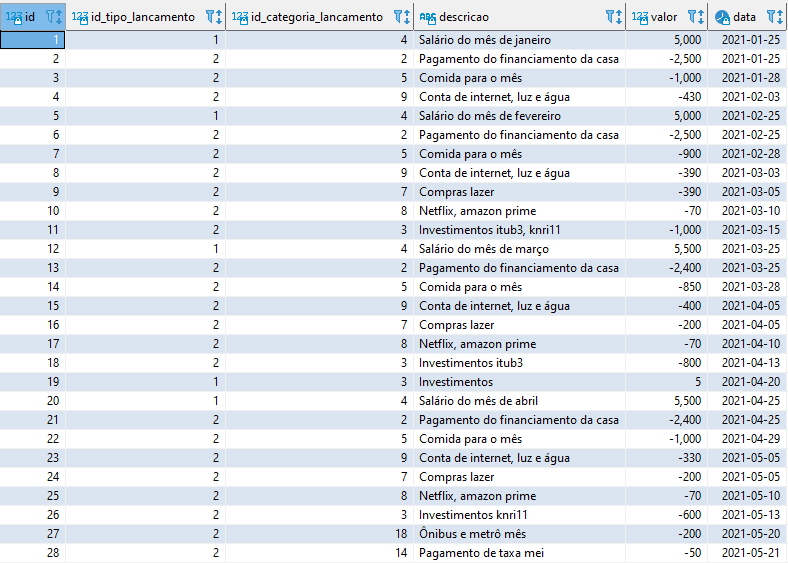 123 id 123 id_tipo_lancamento 123 id_categoria_lancamento ABC descricao 123 valor data
1 1 4 Salário do mês de janeiro 5,000 2021-01-25
2 2 2 Pagamento do financiamento da casa -2,500 2021-01-25
3 2 5 Comida para o mês -1,000 2021-01-28
4 2 9 Conta de internet, luz e água -430 2021-02-03
5 1 4 Salário do mês de fevereiro 5,000 2021-02-25
6 2 2 Pagamento do financiamento da casa -2,500 2021-02-25
7 2 5 Comida para o mês -900 2021-02-28
8 2 9 Conta de internet, luz e água -390 2021-03-03
9 2 7 Compras lazer -390 2021-03-05
10 2 8 Netflix, amazon prime -70 2021-03-10
11 2 3 Investimentos itub3, knri11 -1,000 2021-03-15
12 1 4 Salário do mês de março 5,500 2021-03-25
13 2 2 Pagamento do financiamento da casa -2,400 2021-03-25
14 2 5 Comida para o mês -850 2021-03-28
15 2 9 Conta de internet, luz e água -400 2021-04-05
16 2 7 Compras lazer -200 2021-04-05
17 2 8 Netflix, amazon prime -70 2021-04-10
18 2 3 Investimentos itub3 -800 2021-04-13
19 1 3 Investimentos 5 2021-04-20
20 1 4 Salário do mês de abril 5,500 2021-04-25
21 2 2 Pagamento do financiamento da casa -2,400 2021-04-25
22 2 5 Comida para o mês -1,000 2021-04-29
23 2 9 Conta de internet, luz e água -330 2021-05-05
24 2 7 Compras lazer -200 2021-05-05
25 2 8 Netflix, amazon prime -70 2021-05-10
26 2 3 Investimentos knri11 -600 2021-05-13
27 2 18 Ônibus e metrô mês -200 2021-05-20
28 2 14 Pagamento de taxa mei -50 2021-05-21